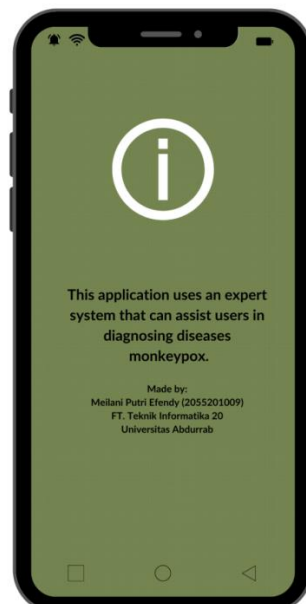 i
This application uses an expert
system that can assist users in
diagnosing diseases
monkeypox.
Made by:
Meilani Putri Efendy (2055201009)
FT. Teknik Informatika 20
Universitas Abdurrab